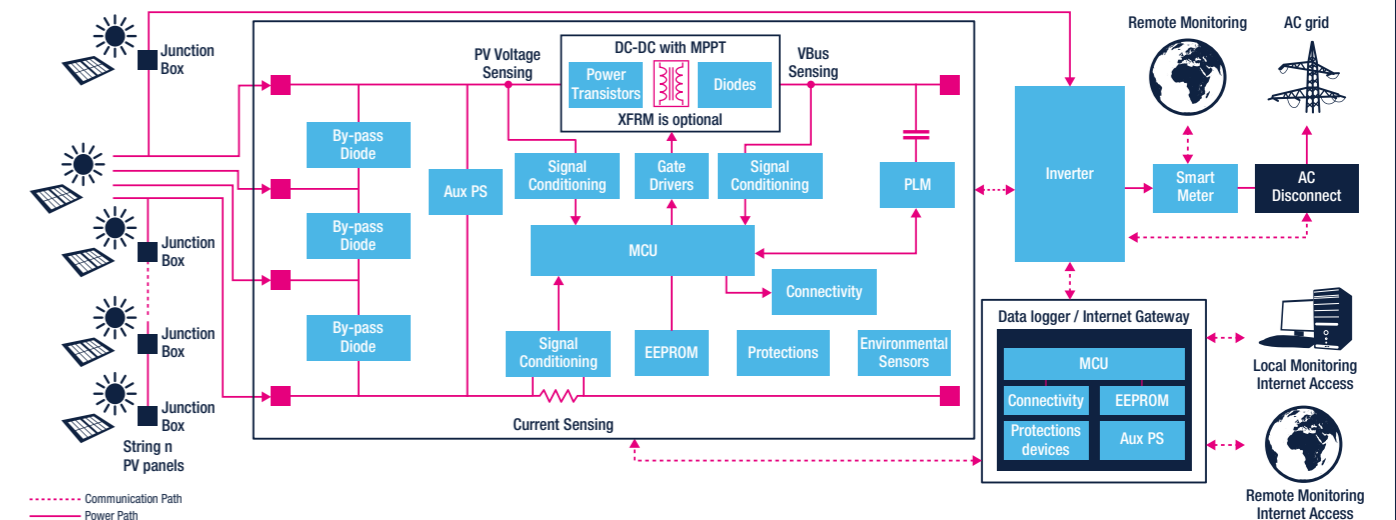 Remote Monitoring
AC grid
Junction
Box
DC-DC with MPPT
PV Voltage
Sensing
VBus
Sensing
Power
Transistors
Diodes
XFRM is optional
By-pass
Diode
Aux PS
Signal
Conditioning
Gate
Drivers
Signal
Conditioning
PLM
Inverter
Smart
Meter
AC
Disconnect
Junction
Box
By-pass
Diode
MCU
Connectivity
Junction
Box
By-pass
Diode
Signal
Conditioning
EEPROM
Protections
Environmental
Sensors
Data logger / Internet Gateway
MCU
Connectivity
EEPROM
Protections
devices
Aux PS
Local Monitoring
Internet Access
Junction
Box
Current Sensing
String n
PV panels
Remote Monitoring
Internet Access
Communication Path
Power Path